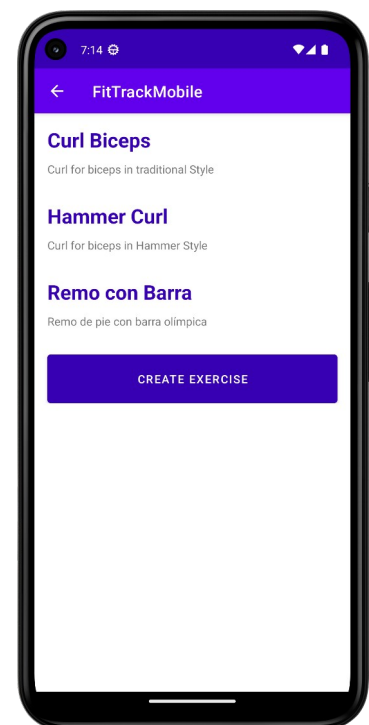 7:14
FitTrackMobile
Curl Biceps
Curl for biceps in traditional Style
Hammer Curl
Curl for biceps in Hammer Style
Remo con Barra
Remo de pie con barra olímpica
CREATE EXERCISE